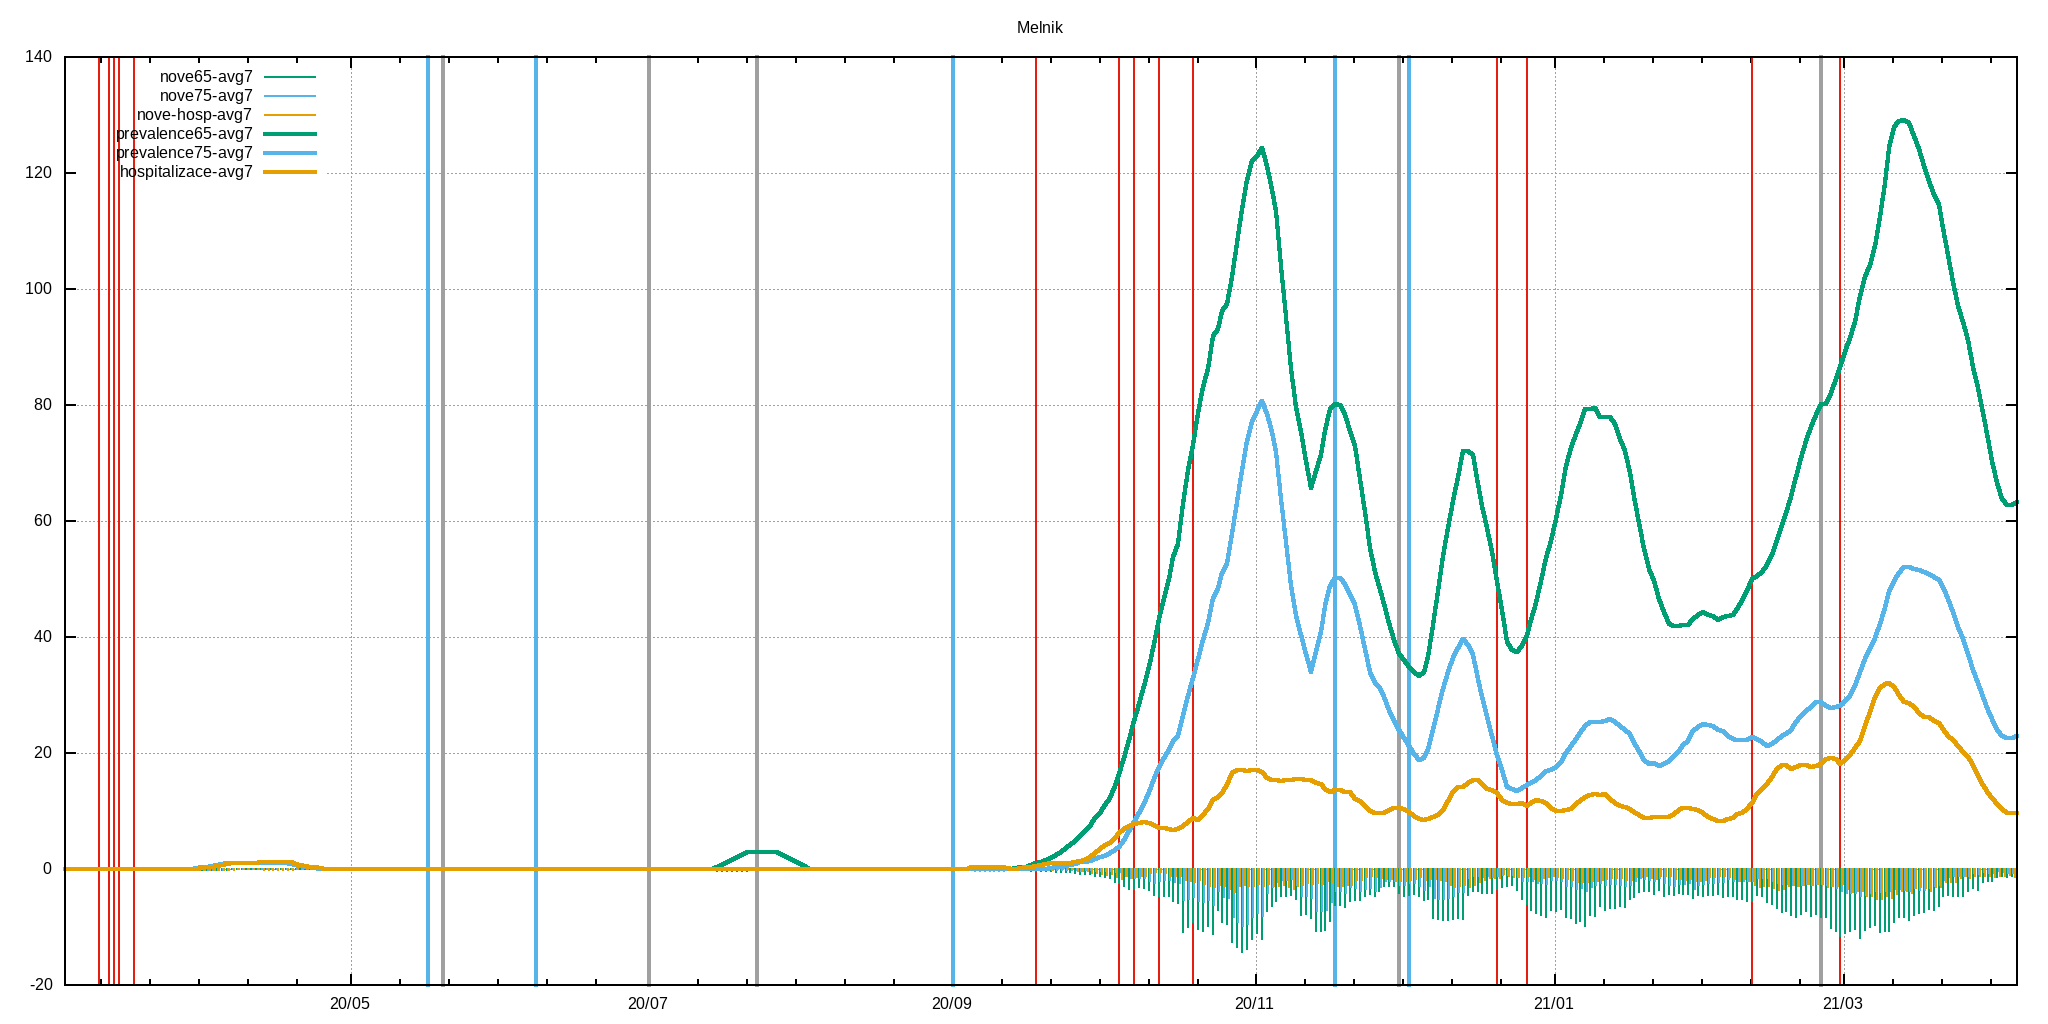 Melnik
140
nove65-avg7
nove75-avg7
nove-hosp-avg7
prevalence65-avg7
prevalence75-avg7
hospitalizace-avg7
120
100
80
60
40
20
0
-20
20/05 20/07 20/09 20/11 21/01 21/03